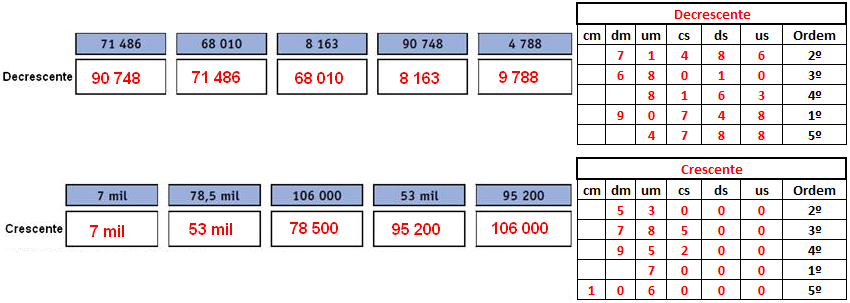 71 486 68 010 8 163 90 748 4 788
Decrescente 90 748 71 486 68 010 8 163 9 788
Decrescente
cm dm um cs ds us Ordem
7 1 4 8 6 2º
6 8 0 1 0 3º
8 1 6 3 4º
9 0 7 4 8 1º
4 7 8 8 5º
7 mil 78,5 mil 106 000 53 mil 95 200
Crescente 7 mil 53 mil 78 500 95 200 106 000
Crescente
cm dm um cs ds us Ordem
5 3 0 0 0 2º
7 8 5 0 0 3º
9 5 2 0 0 4º
7 0 0 0 1º
1 0 6 0 0 0 5º